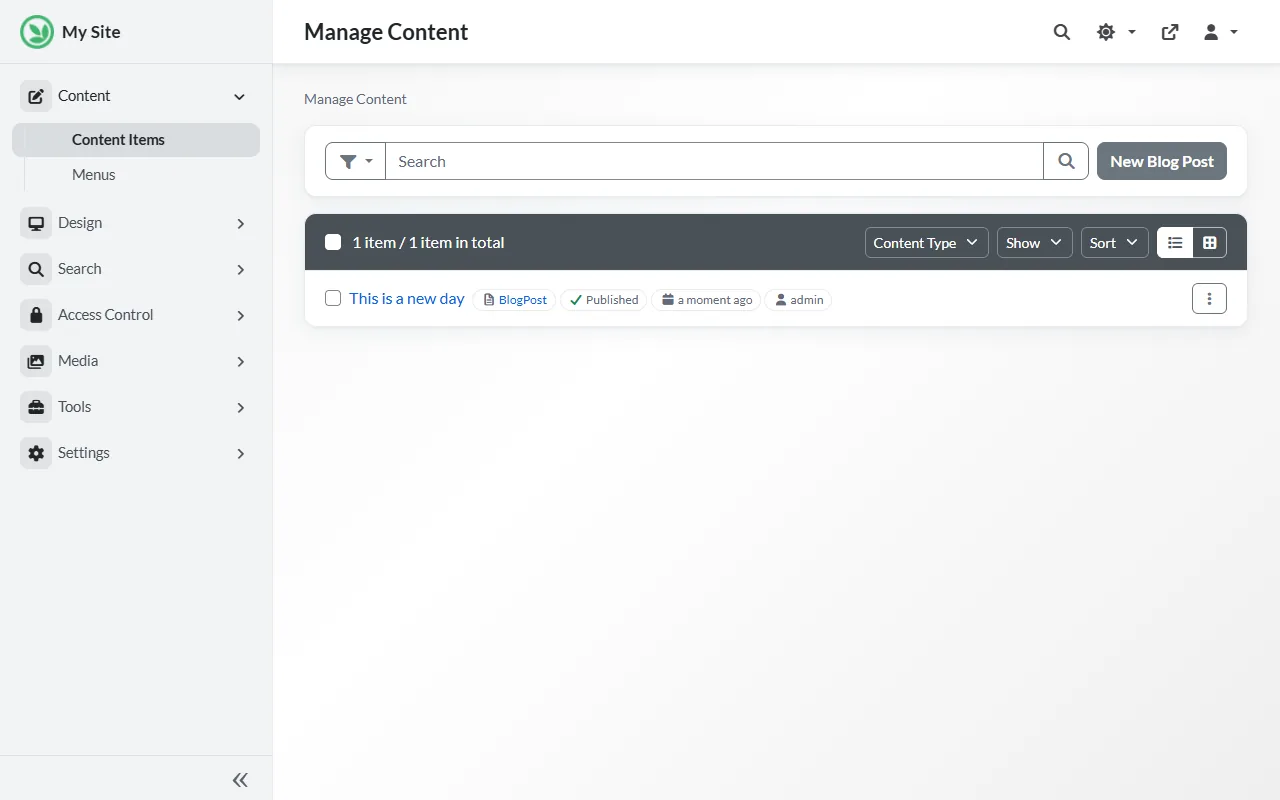 My Site
Manage Content
Content
Content Items
Menus
Design
Search
Access Control
Media
Tools
Settings
Manage Content
Search
New Blog Post
1 item / 1 item in total
Content Type
Show
Sort
This is a new day
BlogPost
Published
a moment ago
admin